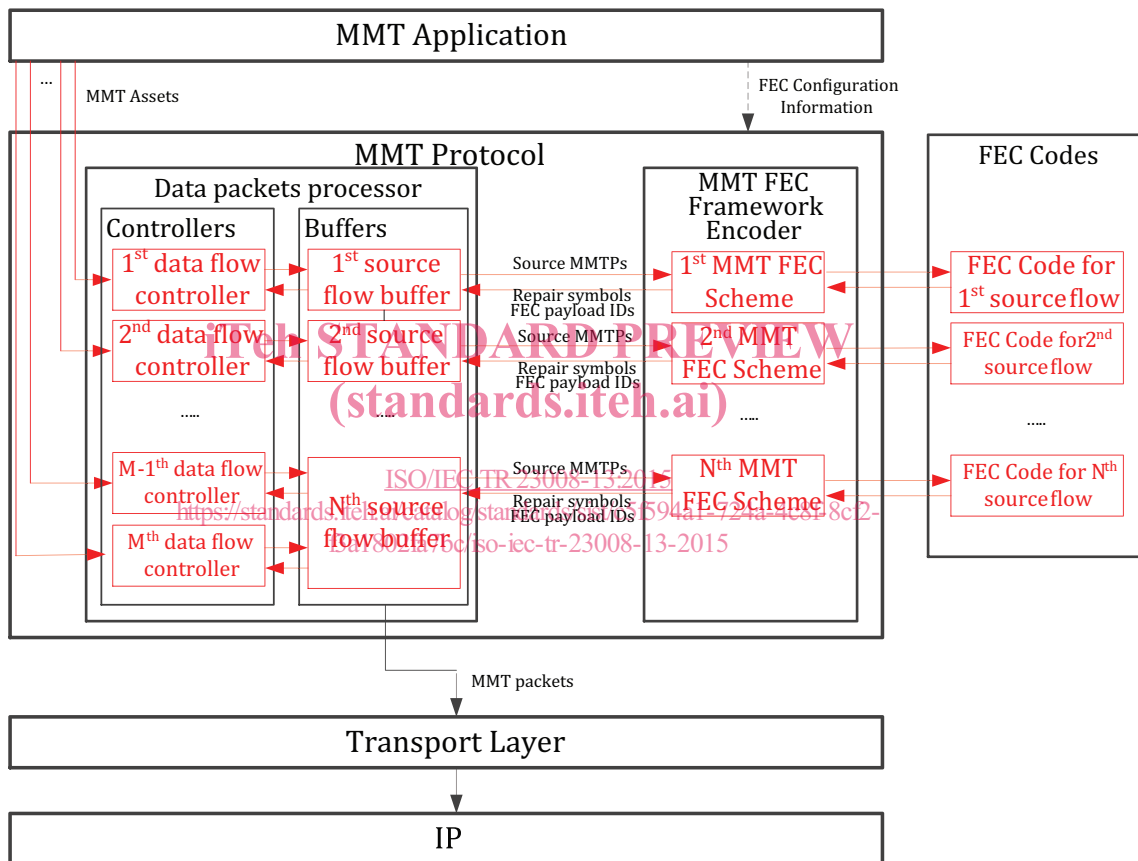 MMT Application
...
MMT Assets
FEC Configuration
Information
MMT Protocol
FEC Codes
Data packets processor
MMT FEC
Framework
Encoder
Controllers
Buffers
1st data flow
controller
1st source
flow buffer
Source MMTPs
Repair symbols
FEC payload IDs
1st MMT FEC
Scheme
FEC Code for
1st source flow
2nd data flow
controller
2nd source
flow buffer
Source MMTPs
Repair symbols
FEC payload IDs
2nd MMT
FEC Scheme
FEC Code for2nd
source flow
iTeh STANDARD PREVIEW
(standards.iteh.ai)
.....
.....
.....
.....
M-1th data flow
controller
Nth source
flow buffer
Source MMTPs
Repair symbols
FEC payload IDs
Nth MMT
FEC Scheme
FEC Code for Nth
source flow
ISO/IEC TR 23008-13:2015
Mth data flow
controller
MMT packets
Transport Layer
IP